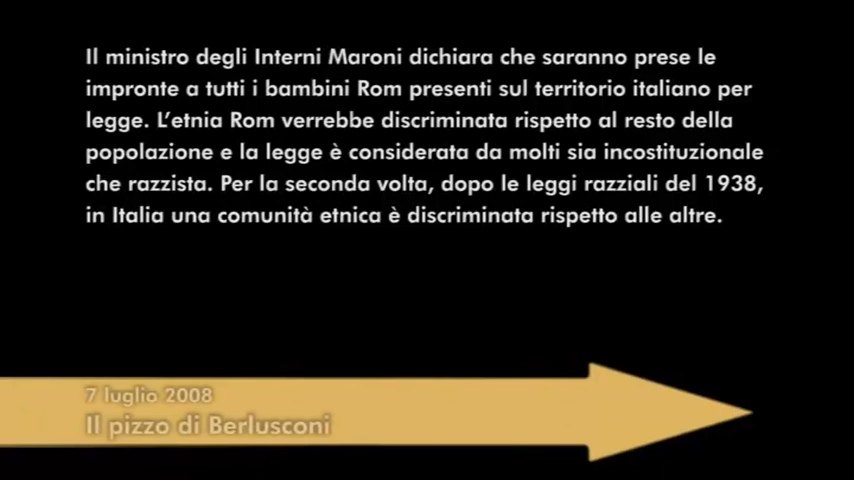 Il ministro degli Interni Maroni dichiara che saranno prese le
impronte a tutti i bambini Rom presenti sul territorio italiano per
legge. L'etnia Rom verrebbe discriminata rispetto al resto della
popolazione e la legge è considerata da molti sia incostituzionale
che razzista. Per la seconda volta, dopo le leggi razziali del 1938,
in Italia una comunità etnica è discriminata rispetto alle altre.
7 luglio 2008
Il pizzo di Berlusconi